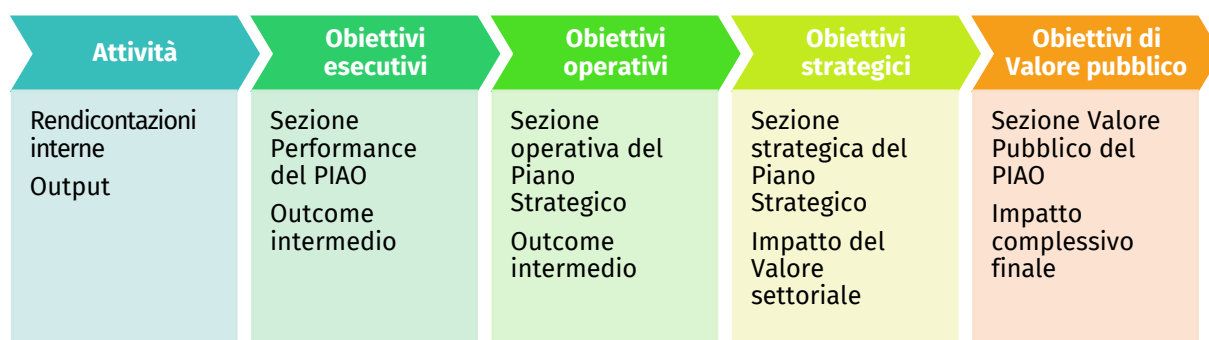 Attività
Rendicontazioni
interne
Output
Obiettivi
esecutivi
Sezione
Performance
del PIAO
Outcome
intermedio
Obiettivi
operativi
Sezione
operativa del
Piano
Strategico
Outcome
intermedio
Obiettivi
strategici
Sezione
strategica del
Piano
Strategico
Impatto del
Valore
settoriale
Obiettivi di
Valore pubblico
Sezione Valore
Pubblico del
PIAO
Impatto
complessivo
finale